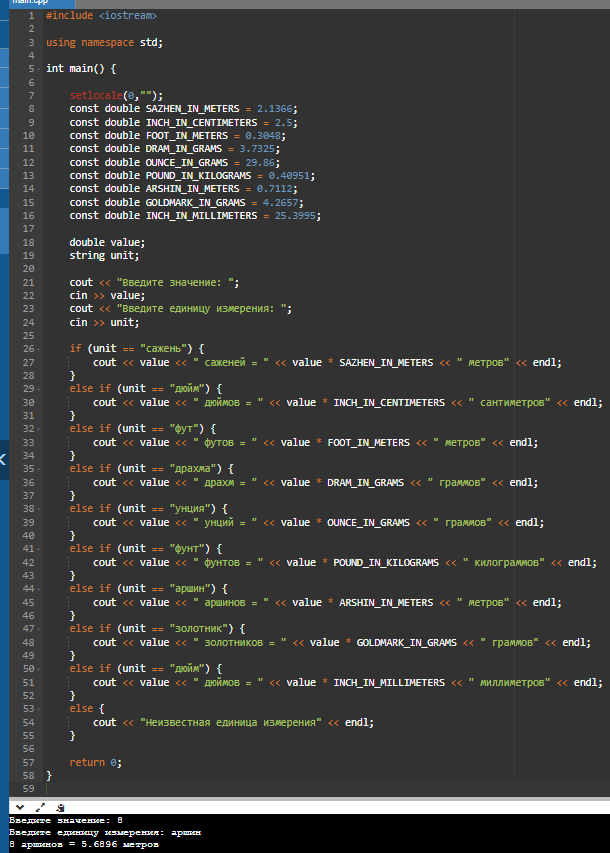 main.cpp
1 #include <iostream>
2
3 using namespace std;
4
5 int main() {
6
7 setlocale(0,"");
8 const double SAZHEN_IN_METERS = 2.1366;
9 const double INCH_IN_CENTIMETERS = 2.5;
10 const double FOOT_IN_METERS = 0.3048;
11 const double DRAM_IN_GRAMS = 3.7325;
12 const double OUNCE_IN_GRAMS = 29.86;
13 const double POUND_IN_KILOGRAMS = 0.40951;
14 const double ARSHIN_IN_METERS = 0.7112;
15 const double GOLDMARK_IN_GRAMS = 4.2657;
16 const double INCH_IN_MILLIMETERS = 25.3995;
17
18 double value;
19 string unit;
20
21 cout << "Введите значение: ";
22 cin >> value;
23 cout << "Введите единицу измерения: ";
24 cin >> unit;
25
26 if (unit == "сажень") {
27 cout << value << " саженей = " << value * SAZHEN_IN_METERS << " метров" << endl;
28 }
29 else if (unit == "дюйм") {
30 cout << value << " дюймов = " << value * INCH_IN_CENTIMETERS << " сантиметров" << endl;
31 }
32 else if (unit == "фут") {
33 cout << value << " футов = " << value * FOOT_IN_METERS << " метров" << endl;
34 }
35 else if (unit == "драхма") {
36 cout << value << " драхм = " << value * DRAM_IN_GRAMS << " граммов" << endl;
37 }
38 else if (unit == "унция") {
39 cout << value << " унций = " << value * OUNCE_IN_GRAMS << " граммов" << endl;
40 }
41 else if (unit == "фунт") {
42 cout << value << " фунтов = " << value * POUND_IN_KILOGRAMS << " килограммов" << endl;
43 }
44 else if (unit == "аршин") {
45 cout << value << " аршинов = " << value * ARSHIN_IN_METERS << " метров" << endl;
46 }
47 else if (unit == "золотник") {
48 cout << value << " золотников = " << value * GOLDMARK_IN_GRAMS << " граммов" << endl;
49 }
50 else if (unit == "дюйм") {
51 cout << value << " дюймов = " << value * INCH_IN_MILLIMETERS << " миллиметров" << endl;
52 }
53 else {
54 cout << "Неизвестная единица измерения" << endl;
55 }
56
57 return 0;
58 }
59
Введите значение: 8
Введите единицу измерения: аршин
8 аршинов = 5.6896 метров